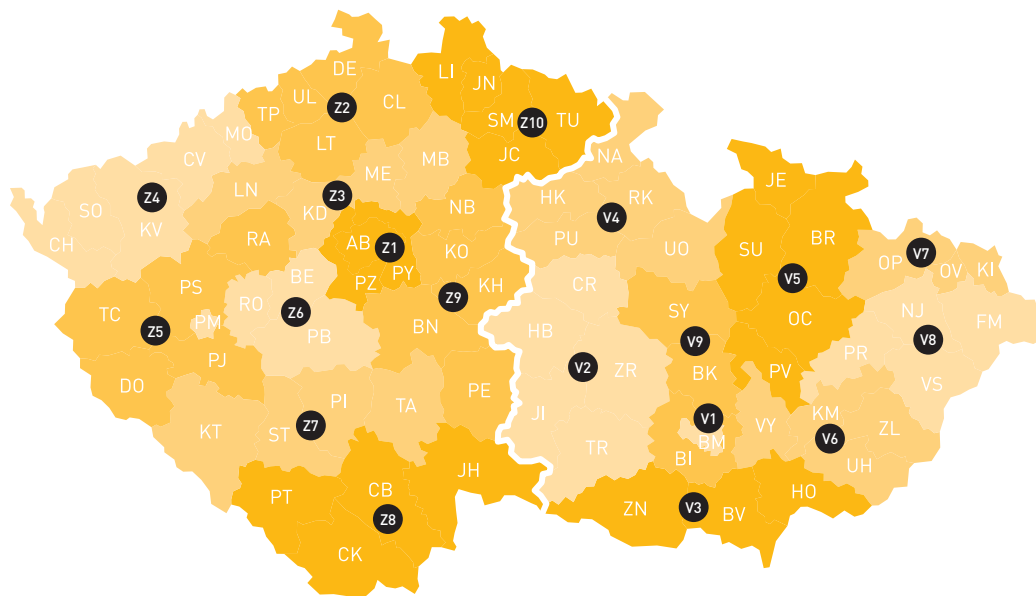 DE
LI
JN
UL
Z2
CL
TP
SM
Z10
TU
MO
LT
JC
CV
ME
MB
NA
LN
Z3
Z4
KD
NB
HK
RK
JE
SO
KV
RA
AB
Z1
V4
CH
PU
UO
SU
BR
KO
PY
BE
PZ
KH
OP
V7
OV
KI
PS
RO
Z6
Z9
CR
V5
TC
PM
PB
BN
SY
OC
NJ
FM
Z5
HB
V9
V8
PJ
PR
DO
V2
ZR
BK
PV
VS
PE
PI
TA
KT
ST
Z7
JI
V1
KM
ZL
VY
V6
BM
TR
BI
UH
JH
PT
CB
HO
ZN
V3
BV
Z8
CK